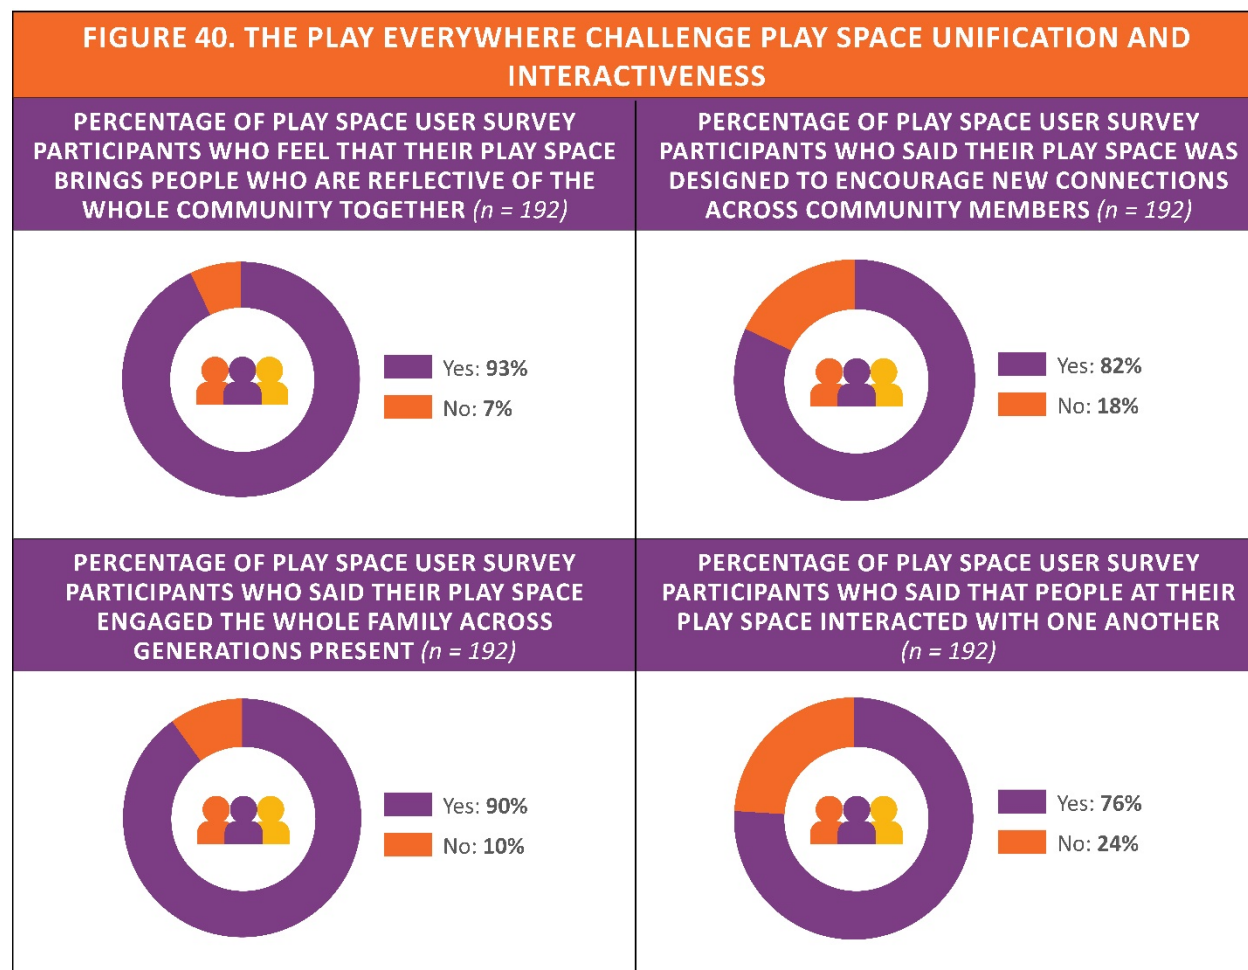 FIGURE 40. THE PLAY EVERYWHERE CHALLENGE PLAY SPACE UNIFICATION AND
INTERACTIVENESS
PERCENTAGE OF PLAY SPACE USER SURVEY
PARTICIPANTS WHO FEEL THAT THEIR PLAY SPACE
BRINGS PEOPLE WHO ARE REFLECTIVE OF THE
WHOLE COMMUNITY TOGETHER (n = 192)
Yes: 93%
No: 7%
PERCENTAGE OF PLAY SPACE USER SURVEY
PARTICIPANTS WHO SAID THEIR PLAY SPACE WAS
DESIGNED TO ENCOURAGE NEW CONNECTIONS
ACROSS COMMUNITY MEMBERS (n = 192)
Yes: 82%
No: 18%
PERCENTAGE OF PLAY SPACE USER SURVEY
PARTICIPANTS WHO SAID THEIR PLAY SPACE
ENGAGED THE WHOLE FAMILY ACROSS
GENERATIONS PRESENT (n = 192)
Yes: 90%
No: 10%
PERCENTAGE OF PLAY SPACE USER SURVEY
PARTICIPANTS WHO SAID THAT PEOPLE AT THEIR
PLAY SPACE INTERACTED WITH ONE ANOTHER
(n = 192)
Yes: 76%
No: 24%